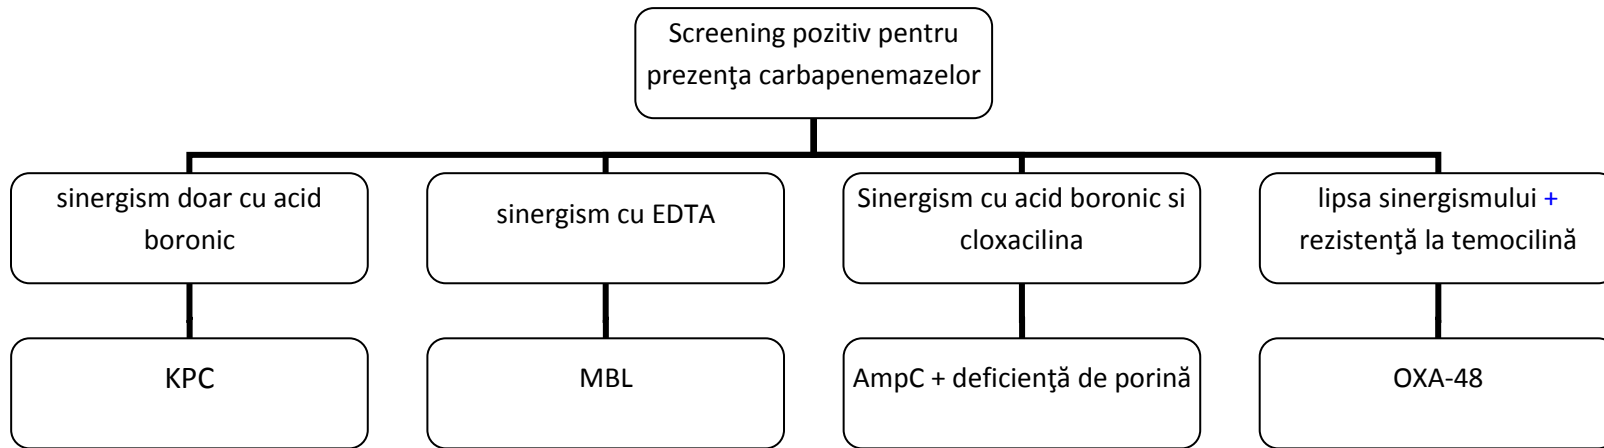 Screening pozitiv pentru
prezenţa carbapenemazelor
sinergism doar cu acid
boronic
sinergism cu EDTA
Sinergism cu acid boronic si
cloxacilina
lipsa sinergismului +
rezistenţă la temocilină
KPC
MBL
AmpC + deficienţă de porină
OXA-48